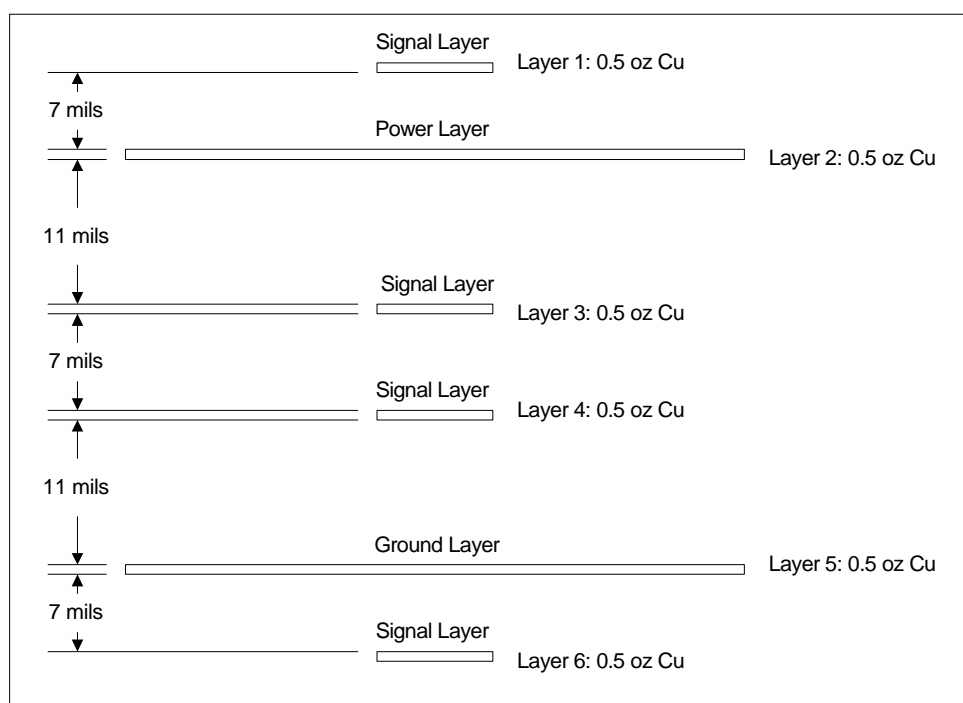 Signal Layer
Layer 1: 0.5 oz Cu
7 mils
Power Layer
Layer 2: 0.5 oz Cu
11 mils
Signal Layer
Layer 3: 0.5 oz Cu
7 mils
Signal Layer
Layer 4: 0.5 oz Cu
11 mils
Ground Layer
Layer 5: 0.5 oz Cu
7 mils
Signal Layer
Layer 6: 0.5 oz Cu